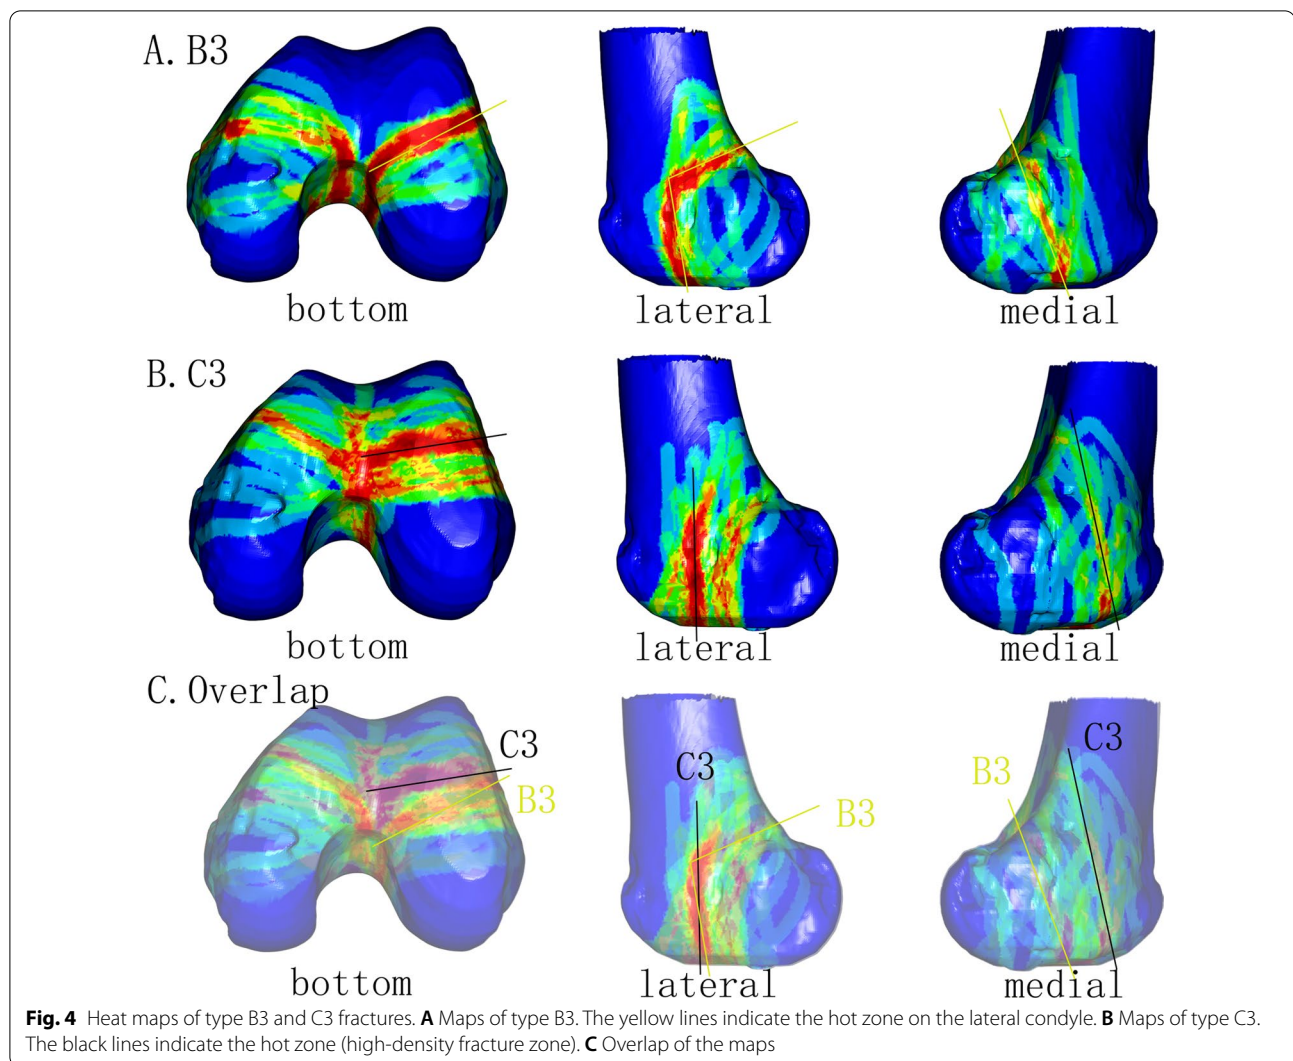 A. B3
bottom
lateral
medial
B. C3
bottom
lateral
medial
C. Overlap
C3
B3
C3
B3
B3
C3
bottom
lateral
medial
Fig. 4 Heat maps of type B3 and C3 fractures. A Maps of type B3. The yellow lines indicate the hot zone on the lateral condyle. B Maps of type C3.
The black lines indicate the hot zone (high-density fracture zone). C Overlap of the maps